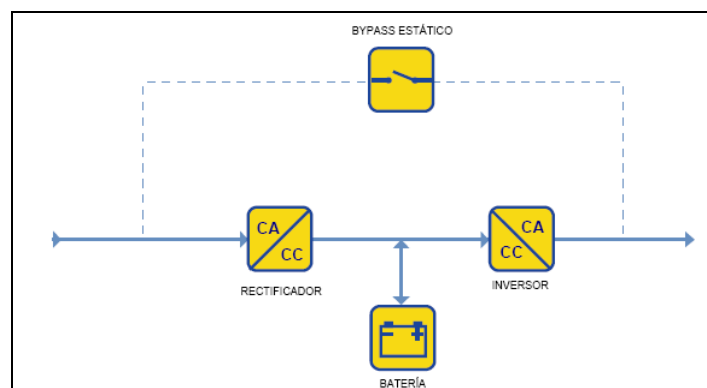 BYPASS ESTÁTICO
CA
CC
RECTIFICADOR
CA
CC
INVERSOR
BATERÍA